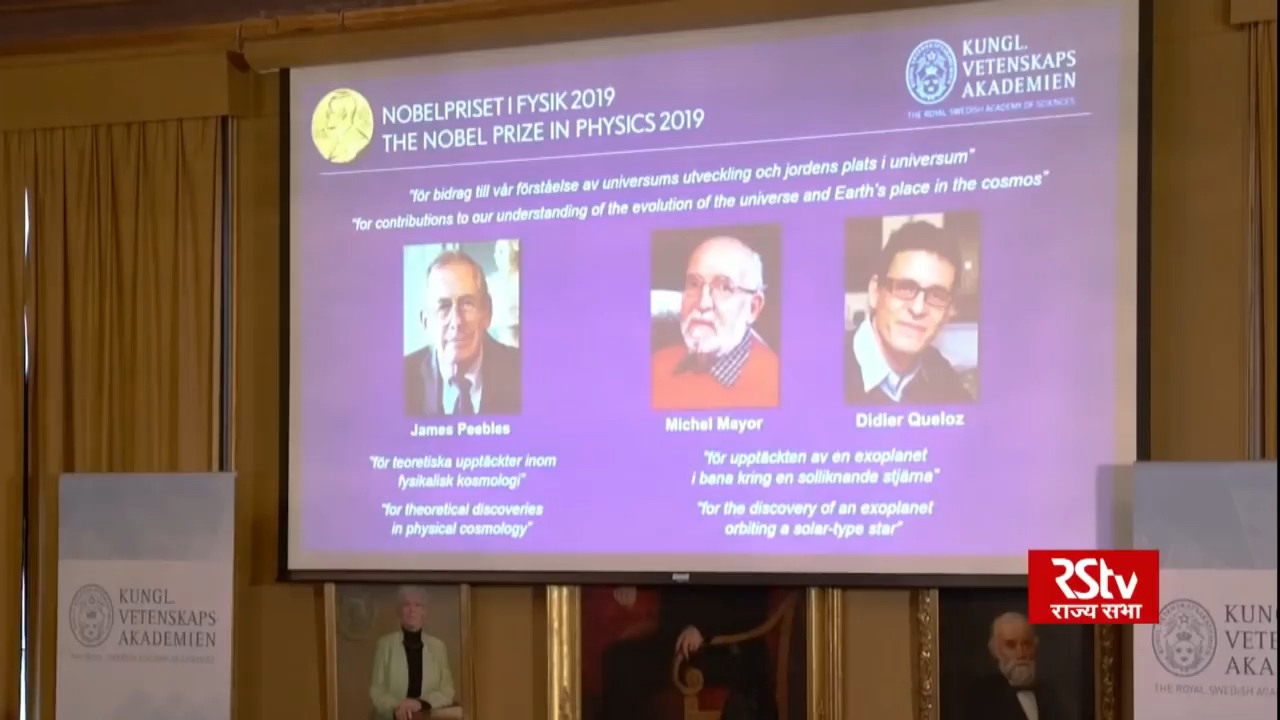 KUNGL.
VETENSKAPS
AKADEMIEN
THE ROYAL SWEDISH ACADEMY OF SCIENCES
NOBELPRISET I FYSIK 2019
THE NOBEL PRIZE IN PHYSICS 2019
"för bidrag till vår förståelse av universums utveckling och jordens plats i universum"
"for contributions to our understanding of the evolution of the universe and Earth's place in the cosmos"
James Peebles
Michel Mayor
Didier Queloz
"för teoretiska upptäckter inom
fysikalisk kosmologi"
"for theoretical discoveries
in physical cosmology"
"för upptäckten av en exoplanet
i bana kring en solliknande stjärna"
"for the discovery of an exoplanet
orbiting a solar-type star"
RStv
राज्य सभा
KUNGL.
VETENSKAPS
AKADEMIEN
KUN
VETE
AKA
THE ROYAL SWEDISH ACA